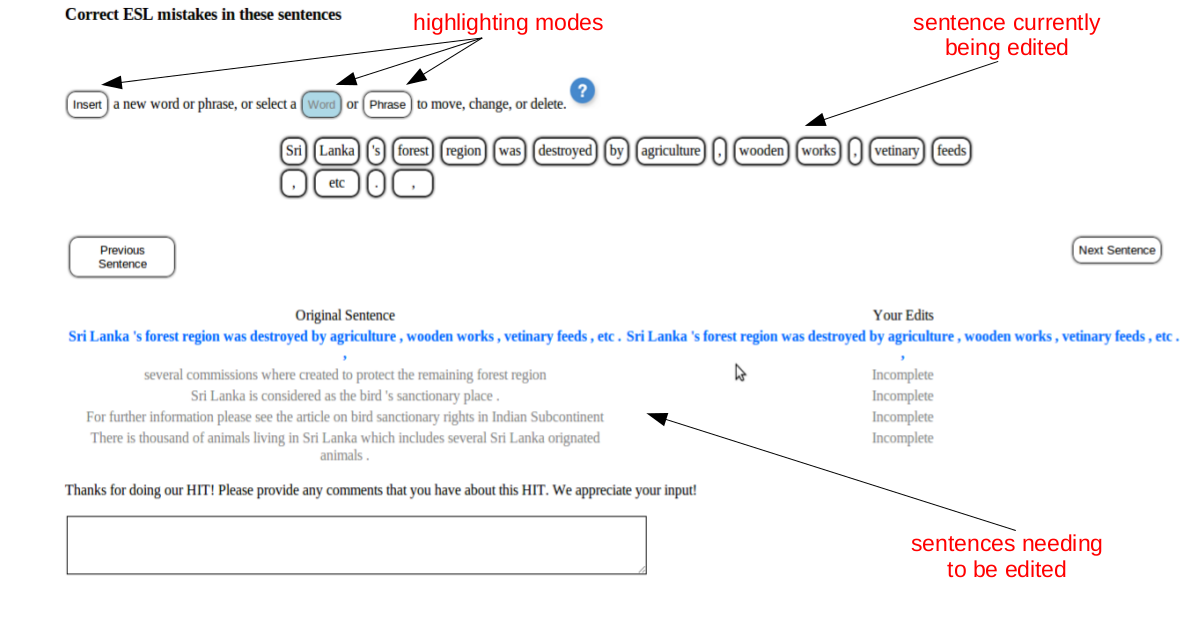 Correct ESL mistakes in these sentences
highlighting modes
sentence currently
being edited
Insert a new word or phrase, or select a Word or Phrase to move, change, or delete. ?
Sri Lanka 's forest region was destroyed by agriculture , wooden works , vetinary feeds
, etc . ,
Previous
Sentence
Next Sentence
Original Sentence Your Edits
Sri Lanka 's forest region was destroyed by agriculture , wooden works , vetinary feeds , etc . Sri Lanka 's forest region was destroyed by agriculture , wooden works , vetinary feeds , etc .
, ,
several commissions where created to protect the remaining forest region Incomplete
Sri Lanka is considered as the bird 's sanctionary place . Incomplete
For further information please see the article on bird sanctionary rights in Indian Subcontinent Incomplete
There is thousand of animals living in Sri Lanka which includes several Sri Lanka orignated Incomplete
animals .
Thanks for doing our HIT! Please provide any comments that you have about this HIT. We appreciate your input!
sentences needing
to be edited